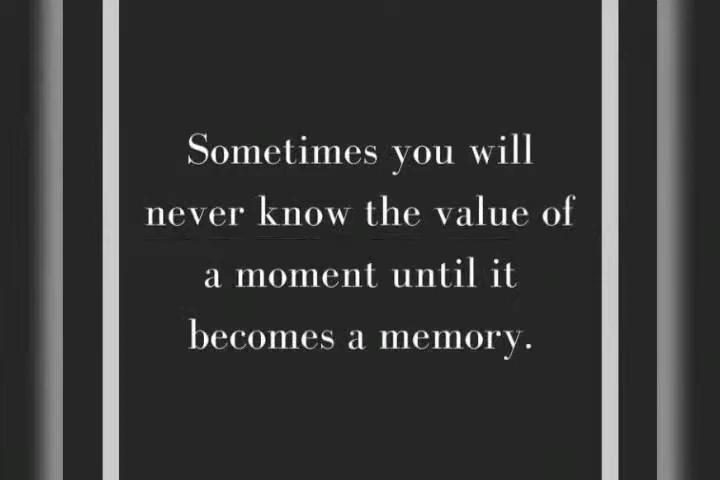 Sometimes you will
never know the value of
a moment until it
becomes a memory.